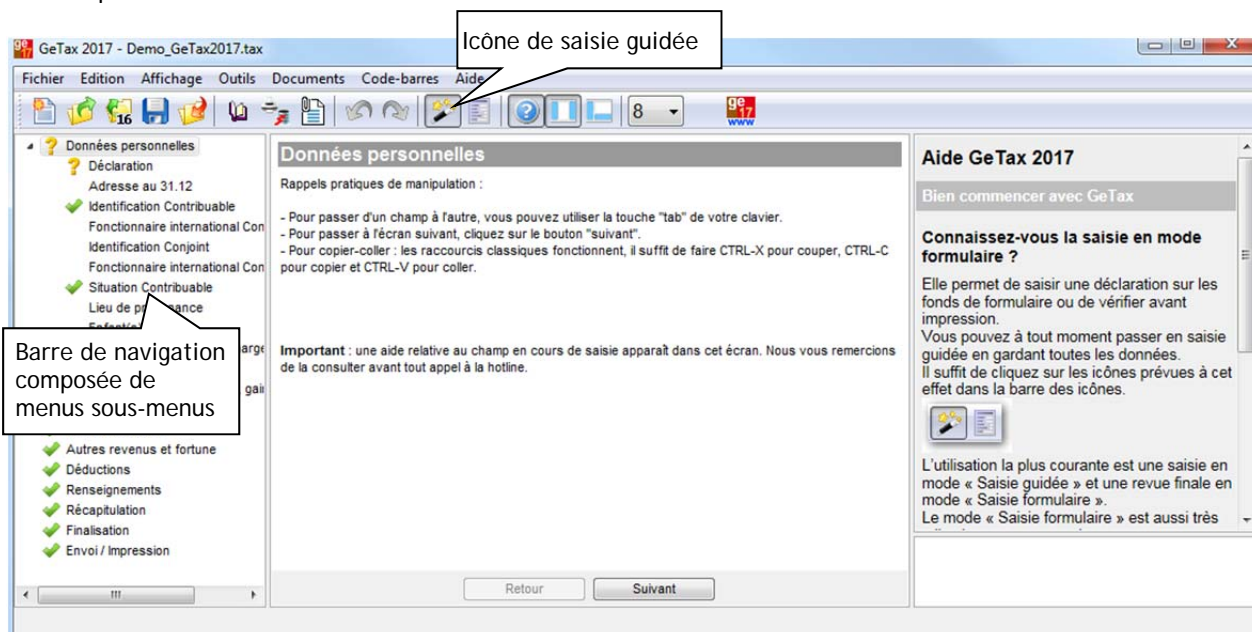 Icône de saisie guidée
GeTax 2017 - Demo_GeTax2017.tax
Fichier Edition Affichage Outils Documents Code-barres Aide
16
8
ge
17
www
Données personnelles
Déclaration
Adresse au 31.12
Identification Contribuable
Fonctionnaire international Con
Identification Conjoint
Fonctionnaire international Con
Situation Contribuable
Barre de navigation
composée de
menus sous-menus
arge
gain
Autres revenus et fortune
Déductions
Renseignements
Récapitulation
Finalisation
Envoi / Impression
Données personnelles
Rappels pratiques de manipulation :
- Pour passer d'un champ à l'autre, vous pouvez utiliser la touche "tab" de votre clavier.
- Pour passer à l'écran suivant, cliquez sur le bouton "suivant".
- Pour copier-coller : les raccourcis classiques fonctionnent, il suffit de faire CTRL-X pour couper, CTRL-C
pour copier et CTRL-V pour coller.
Important : une aide relative au champ en cours de saisie apparaît dans cet écran. Nous vous remercions
de la consulter avant tout appel à la hotline.
Retour Suivant
Aide GeTax 2017
Bien commencer avec GeTax
Connaissez-vous la saisie en mode
formulaire ?
Elle permet de saisir une déclaration sur les
fonds de formulaire ou de vérifier avant
impression.
Vous pouvez à tout moment passer en saisie
guidée en gardant toutes les données.
Il suffit de cliquez sur les icônes prévues à cet
effet dans la barre des icônes.
L'utilisation la plus courante est une saisie en
mode « Saisie guidée » et une revue finale en
mode « Saisie formulaire ».
Le mode « Saisie formulaire » est aussi très